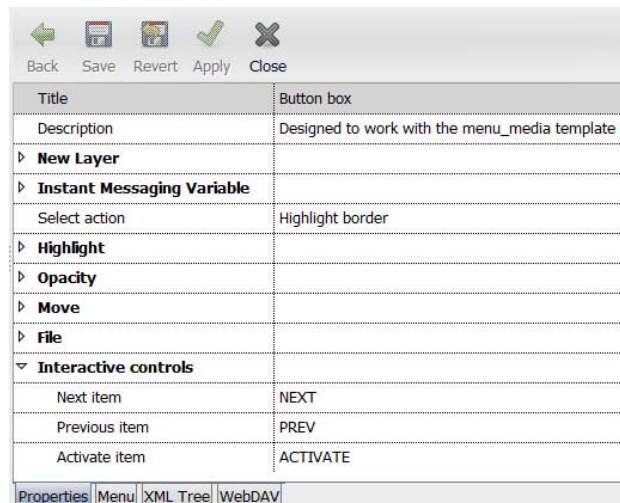 Back Save Revert Apply Close
Title Button box
Description Designed to work with the menu_media template
New Layer
Instant Messaging Variable
Select action Highlight border
Highlight
Opacity
Move
File
Interactive controls
Next item NEXT
Previous item PREV
Activate item ACTIVATE
Properties Menu XML Tree WebDAV